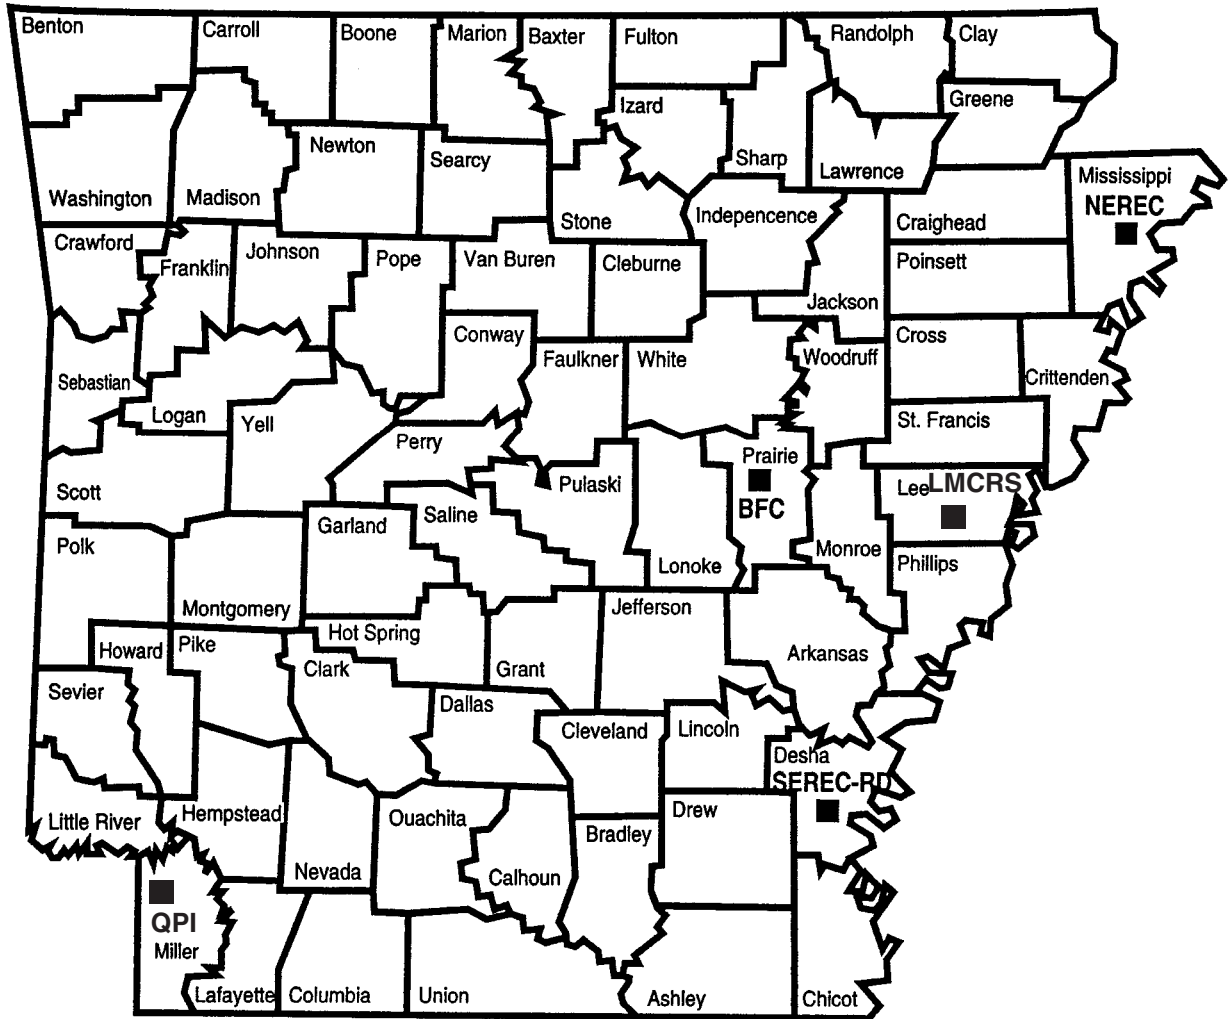 Benton
Carroll
Boone
Marion
Baxter
Fulton
Randolph
Clay
Izard
Greene
Newton
Searcy
Sharp
Lawrence
Mississippi
NEREC
Washington
Madison
Stone
Indepencence
Craighead
Crawford
Franklin
Johnson
Pope
Van Buren
Cleburne
Poinsett
Jackson
Conway
Faulkner
White
Woodruff
Cross
Crittenden
Sebastian
Logan
Yell
Perry
St. Francis
Prairie
BFC
Scott
Pulaski
Lee
LMCRS
Polk
Garland
Saline
Lonoke
Monroe
Phillips
Montgomery
Hot Spring
Jefferson
Howard
Pike
Clark
Grant
Arkansas
Sevier
Dallas
Cleveland
Lincoln
Desha
SEREC-RD
Little River
Hempstead
Ouachita
Bradley
Drew
Nevada
Calhoun
QPI
Miller
Lafayette
Columbia
Union
Ashley
Chicot